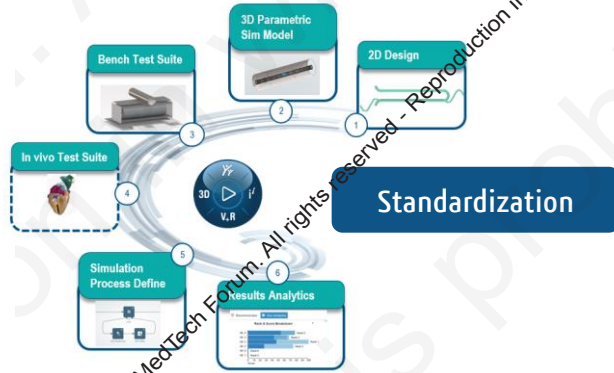 3D Parametric
Sim Model
2D Design
Bench Test Suite
In vivo Test Suite
1
2
3
4
5
6
3D
V.R
Standardization
Simulation
Process Define
Results Analytics
MedTech Forum. All rights reserved - Reproduction in